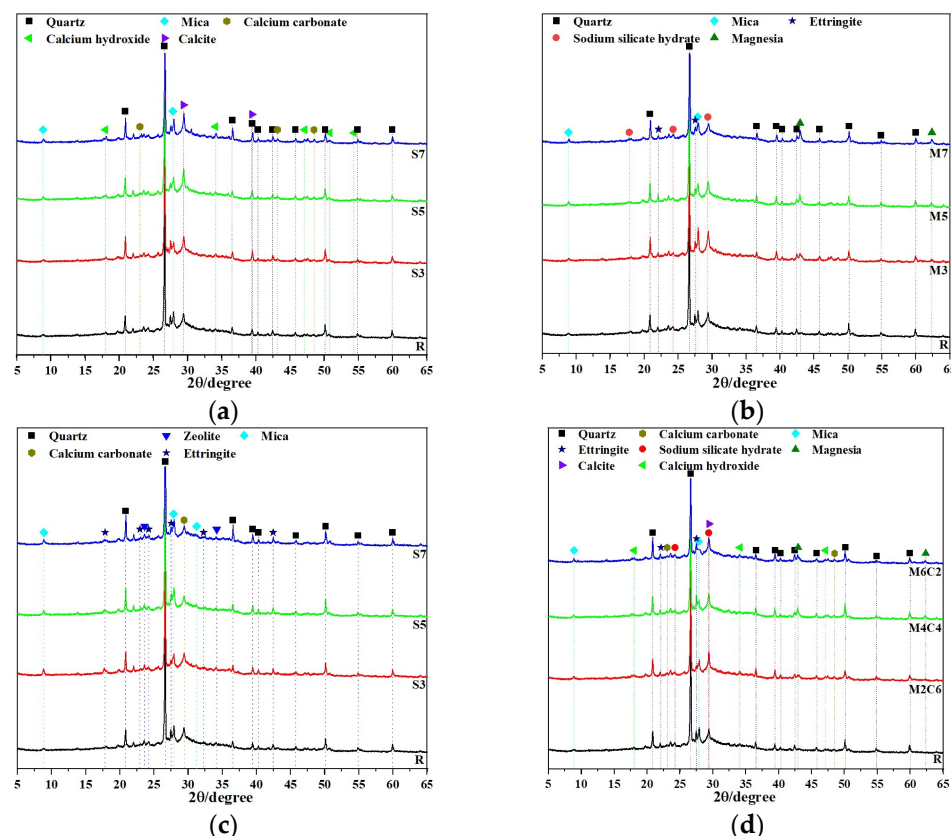 Quartz Mica Calcium carbonate
Calcium hydroxide Calcite
S7
S5
S3
R
5 10 15 20 25 30 35 40 45 50 55 60 65
2θ/degree
(a)
Quartz Mica Ettringite
Sodium silicate hydrate Magnesia
M7
M5
M3
R
5 10 15 20 25 30 35 40 45 50 55 60 65
2θ/degree
(b)
Quartz Zeolite Mica
Calcium carbonate Ettringite
S7
S5
S3
R
5 10 15 20 25 30 35 40 45 50 55 60 65
2θ/degree
(c)
Quartz Calcium carbonate Mica
Ettringite Sodium silicate hydrate Magnesia
Calcite Calcium hydroxide
M6C2
M4C4
M2C6
R
5 10 15 20 25 30 35 40 45 50 55 60 65
2θ/degree
(d)